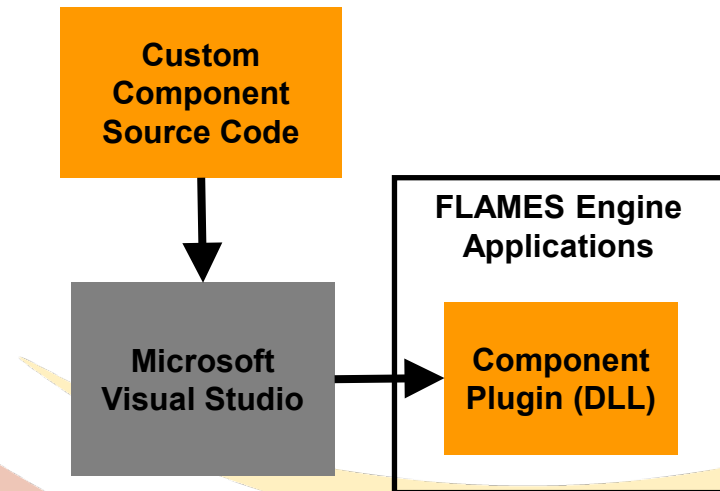 Custom
Component
Source Code
FLAMES Engine
Applications
Microsoft
Visual Studio
Component
Plugin (DLL)